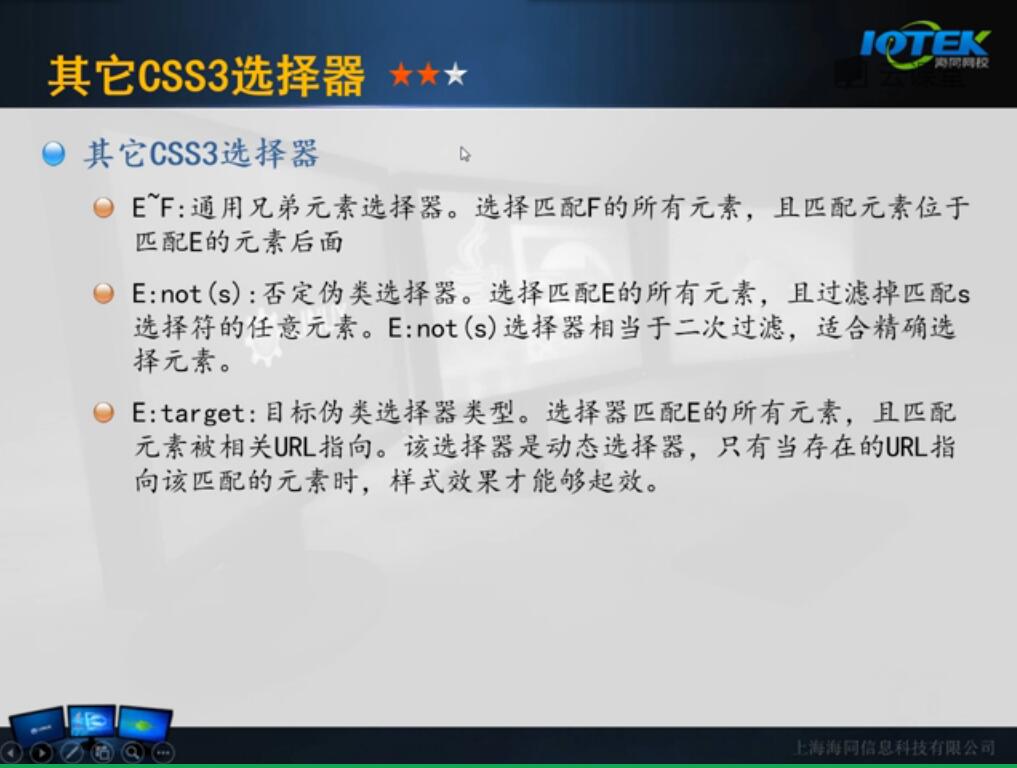 其它CSS3选择器
IQTEK
海同网校
云课堂
其它CSS3选择器
E~F:通用兄弟元素选择器。选择匹配F的所有元素，且匹配元素位于
匹配E的元素后面
E:not(s):否定伪类选择器。选择匹配E的所有元素，且过滤掉匹配s
选择符的任意元素。E:not(s)选择器相当于二次过滤，适合精确选
择元素。
E:target:目标伪类选择器类型。选择器匹配E的所有元素，且匹配
元素被相关URL指向。该选择器是动态选择器，只有当存在的URL指
向该匹配的元素时，样式效果才能够起效。
上海海同信息科技有限公司